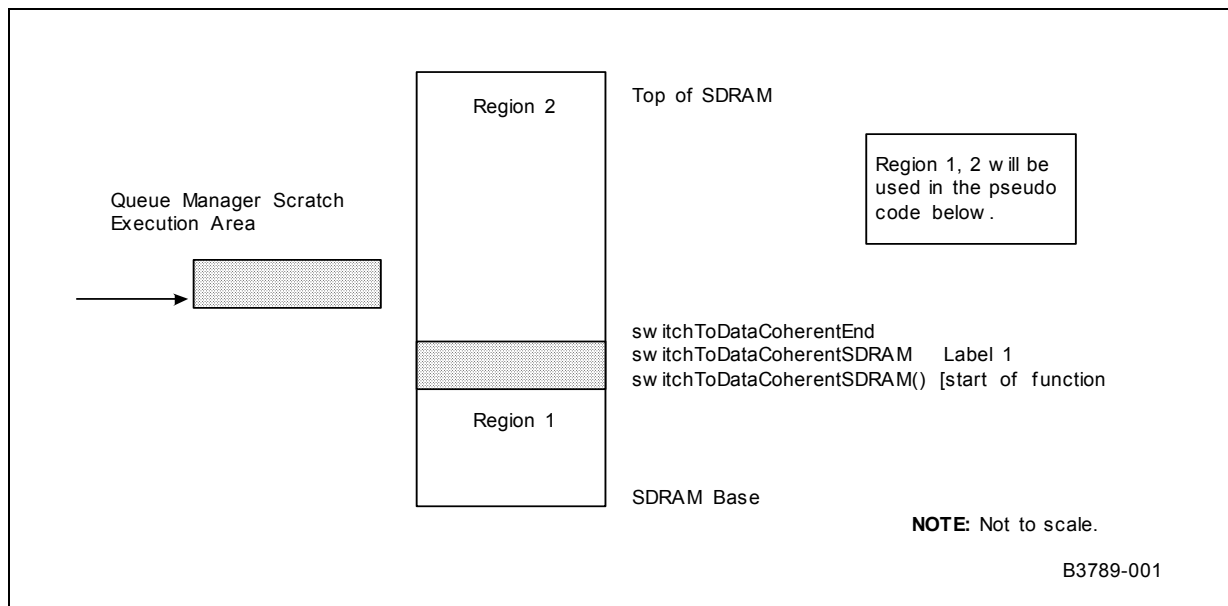 Region 2
Top of SDRAM
Region 1, 2 will be
used in the pseudo
code below.
Queue Manager Scratch
Execution Area
switchToDataCoherentEnd
switchToDataCoherentSDRAM Label 1
switchToDataCoherentSDRAM() [start of function
Region 1
SDRAM Base
NOTE: Not to scale.
B3789-001